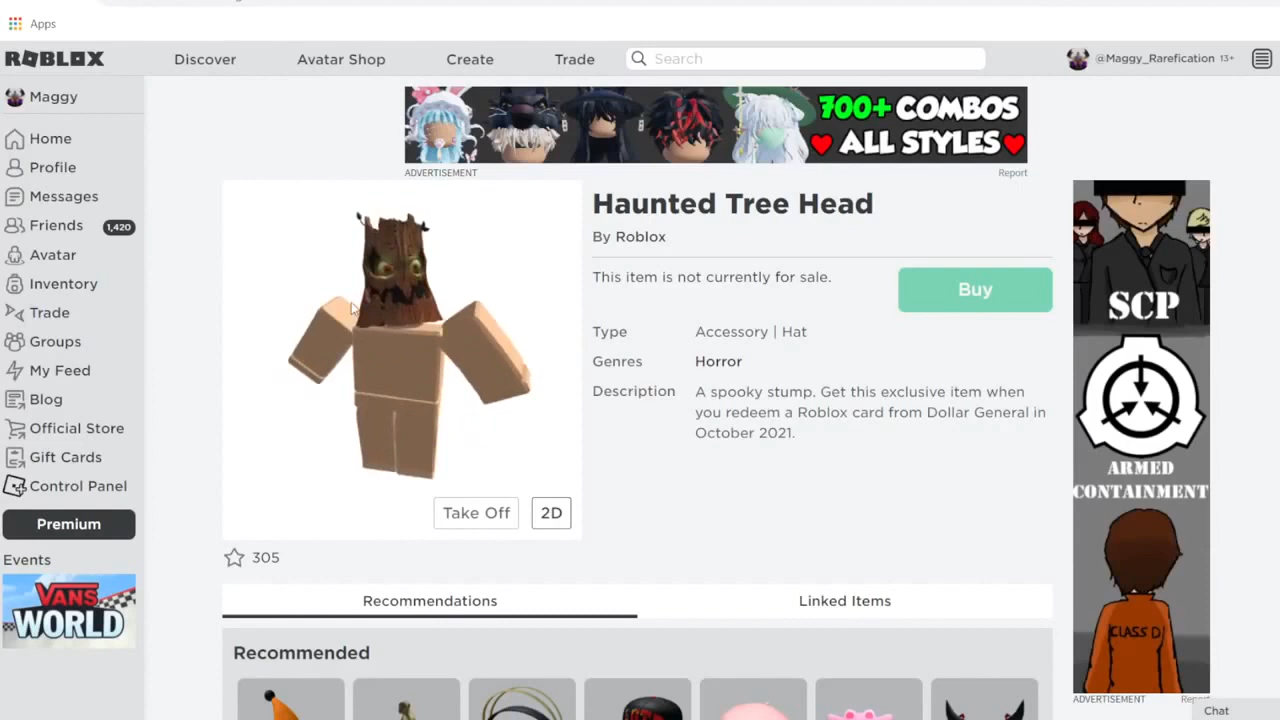 Apps
ROBLOX
Discover
Avatar Shop
Create
Trade
Search
@Maggy_Rarefication 13+
Maggy
Home
Profile
Messages
Friends
1,420
Avatar
Inventory
Trade
Groups
My Feed
Blog
Official Store
Gift Cards
Control Panel
Premium
Events
VANS
WORLD
700+ COMBOS
ALL STYLES
ADVERTISEMENT
Report
Haunted Tree Head
By Roblox
This item is not currently for sale.
Buy
Type
Accessory | Hat
Genres
Horror
Description
A spooky stump. Get this exclusive item when
you redeem a Roblox card from Dollar General in
October 2021.
Take Off
2D
305
Recommendations
Linked Items
Recommended
SCP
ARMED
CONTAINMENT
CLASS D
ADVERTISEMENT
Chat